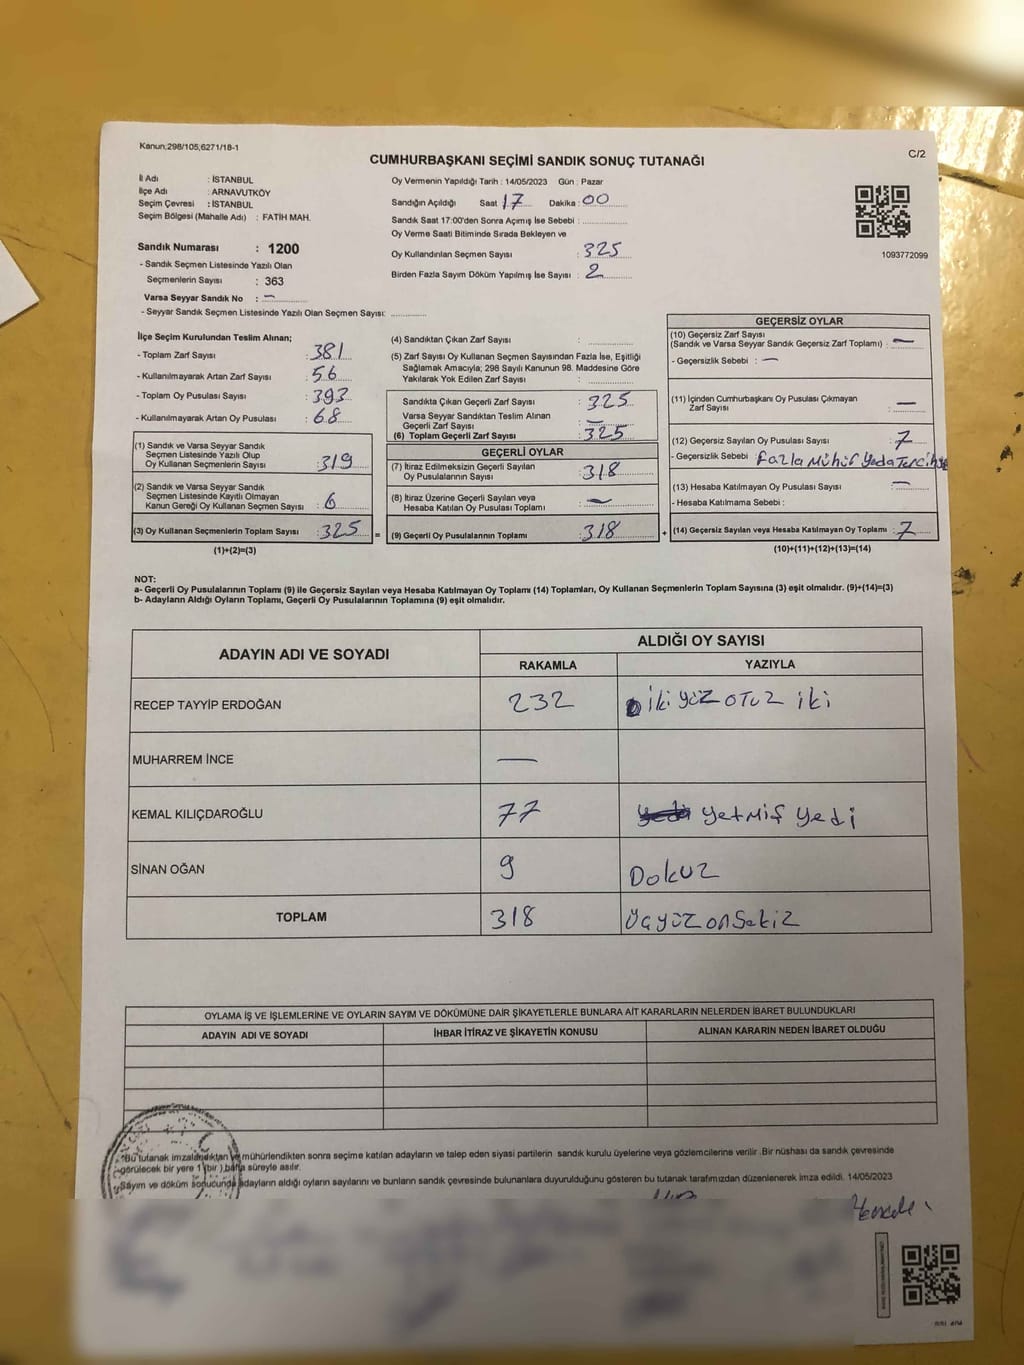 Kanun;298/105,6271/18-1
C/2
CUMHURBAŞKANI SEÇİMİ SANDIK SONUÇ TUTANAĞI
İl Adı : İSTANBUL
İlçe Adı : ARNAVUTKÖY
Seçim Çevresi : İSTANBUL
Seçim Bölgesi (Mahalle Adı) : FATİH MAH.
Sandık Numarası : 1200
- Sandık Seçmen Listesinde Yazılı Olan
Seçmenlerin Sayısı : 363
Varsa Seyyar Sandık No : —
- Seyyar Sandık Seçmen Listesinde Yazılı Olan Seçmen Sayısı:
Oy Vermenin Yapıldığı Tarih : 14/05/2023 Gün : Pazar
Sandığın Açıldığı Saat 17 Dakika : 00
Sandık Saat 17:00'den Sonra Açımış İse Sebebi :
Oy Verme Saati Bitiminde Sırada Bekleyen ve
Oy Kullandırılan Seçmen Sayısı : 325
Birden Fazla Sayım Döküm Yapılmış İse Sayısı : 2
1093772099
İlçe Seçim Kurulundan Teslim Alınan;
- Toplam Zarf Sayısı : 381
- Kullanılmayarak Artan Zarf Sayısı : 56
- Toplam Oy Pusulası Sayısı : 393
- Kullanılmayarak Artan Oy Pusulası : 68
(1) Sandık ve Varsa Seyyar Sandık
Seçmen Listesinde Yazılı Olup
Oy Kullanan Seçmenlerin Sayısı : 319
(2) Sandık ve Varsa Seyyar Sandık
Seçmen Listesinde Kayıtlı Olmayan
Kanun Gereği Oy Kullanan Seçmen Sayısı : 6
(3) Oy Kullanan Seçmenlerin Toplam Sayısı : 325 =
(1)+(2)=(3)
(4) Sandıktan Çıkan Zarf Sayısı :
(5) Zarf Sayısı Oy Kullanan Seçmen Sayısından Fazla İse, Eşitliği
Sağlamak Amacıyla; 298 Sayılı Kanunun 98. Maddesine Göre
Yakılarak Yok Edilen Zarf Sayısı :
Sandıkta Çıkan Geçerli Zarf Sayısı : 325
Varsa Seyyar Sandıktan Teslim Alınan
Geçerli Zarf Sayısı : —
(6) Toplam Geçerli Zarf Sayısı : 325
GEÇERLİ OYLAR
(7) İtiraz Edilmeksizin Geçerli Sayılan
Oy Pusulalarının Sayısı : 318
(8) İtiraz Üzerine Geçerli Sayılan veya
Hesaba Katılan Oy Pusulası Toplamı : —
(9) Geçerli Oy Pusulalarının Toplamı : 318 +
GEÇERSİZ OYLAR
(10) Geçersiz Zarf Sayısı
(Sandık ve Varsa Seyyar Sandık Geçersiz Zarf Toplamı) : —
- Geçersizlik Sebebi : —
(11) İçinden Cumhurbaşkanı Oy Pusulası Çıkmayan
Zarf Sayısı : —
(12) Geçersiz Sayılan Oy Pusulası Sayısı : 7
- Geçersizlik Sebebi fazla Mühür yada
(13) Hesaba Katılmayan Oy Pusulası Sayısı : —
- Hesaba Katılmama Sebebi :
(14) Geçersiz Sayılan veya Hesaba Katılmayan Oy Toplamı : 7
(10)+(11)+(12)+(13)=(14)
NOT:
a- Geçerli Oy Pusulalarının Toplamı (9) ile Geçersiz Sayılan veya Hesaba Katılmayan Oy Toplamı (14) Toplamları, Oy Kullanan Seçmenlerin Toplam Sayısına (3) eşit olmalıdır. (9)+(14)=(3)
b- Adayların Aldığı Oyların Toplamı, Geçerli Oy Pusulalarının Toplamına (9) eşit olmalıdır.
ADAYIN ADI VE SOYADI
ALDIĞI OY SAYISI
RAKAMLA YAZIYLA
RECEP TAYYİP ERDOĞAN 232 iki yüz otuz iki
MUHARREM İNCE —
KEMAL KILIÇDAROĞLU 77 yetmiş yedi
SİNAN OĞAN 9 Dokuz
TOPLAM 318 Üçyüz onsekiz
OYLAMA İŞ VE İŞLEMLERİNE VE OYLARIN SAYIM VE DÖKÜMÜNE DAİR ŞİKAYETLERLE BUNLARA AİT KARARLARIN NELERDEN İBARET BULUNDUKLARI
ADAYIN ADI VE SOYADI İHBAR İTİRAZ VE ŞİKAYETİN KONUSU ALINAN KARARIN NEDEN İBARET OLDUĞU
Bu tutanak imzalandıktan ve mühürlendikten sonra seçime katılan adayların ve talep eden siyasi partilerin sandık kurulu üyelerine veya gözlemcilerine verilir. Bir nüshası da sandık çevresinde
görülecek bir yere 1 (bir) hafta süreyle asılır.
Sayım ve döküm sonucunda adayların aldığı oyların sayılarını ve bunların sandık çevresinde bulunanlara duyurulduğunu gösteren bu tutanak tarafımızdan düzenlenerek imza edildi. 14/05/2023